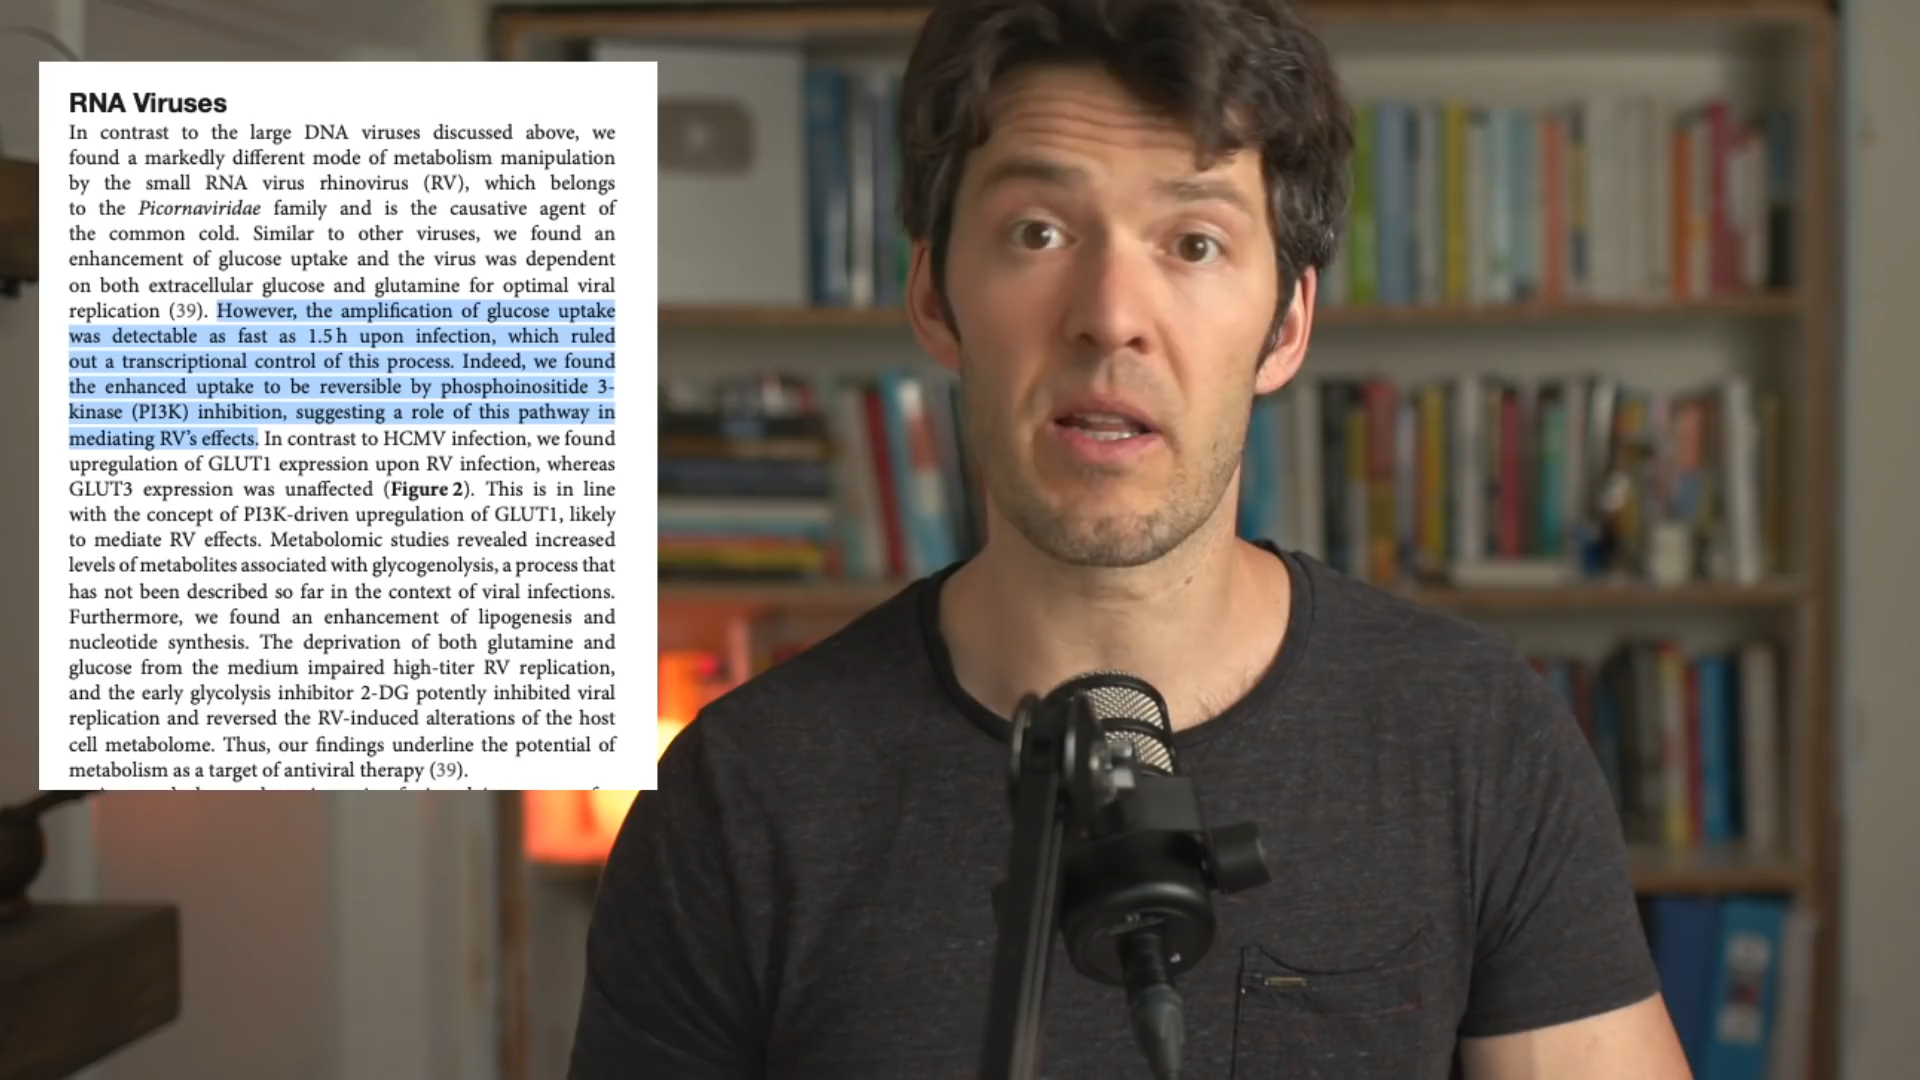 RNA Viruses
In contrast to the large DNA viruses discussed above, we
found a markedly different mode of metabolism manipulation
by the small RNA virus rhinovirus (RV), which belongs
to the Picornaviridae family and is the causative agent of
the common cold. Similar to other viruses, we found an
enhancement of glucose uptake and the virus was dependent
on both extracellular glucose and glutamine for optimal viral
replication (39). However, the amplification of glucose uptake
was detectable as fast as 1.5 h upon infection, which ruled
out a transcriptional control of this process. Indeed, we found
the enhanced uptake to be reversible by phosphoinositide 3-
kinase (PI3K) inhibition, suggesting a role of this pathway in
mediating RV's effects. In contrast to HCMV infection, we found
upregulation of GLUT1 expression upon RV infection, whereas
GLUT3 expression was unaffected (Figure 2). This is in line
with the concept of PI3K-driven upregulation of GLUT1, likely
to mediate RV effects. Metabolomic studies revealed increased
levels of metabolites associated with glycogenolysis, a process that
has not been described so far in the context of viral infections.
Furthermore, we found an enhancement of lipogenesis and
nucleotide synthesis. The deprivation of both glutamine and
glucose from the medium impaired high-titer RV replication,
and the early glycolysis inhibitor 2-DG potently inhibited viral
replication and reversed the RV-induced alterations of the host
cell metabolome. Thus, our findings underline the potential of
metabolism as a target of antiviral therapy (39).